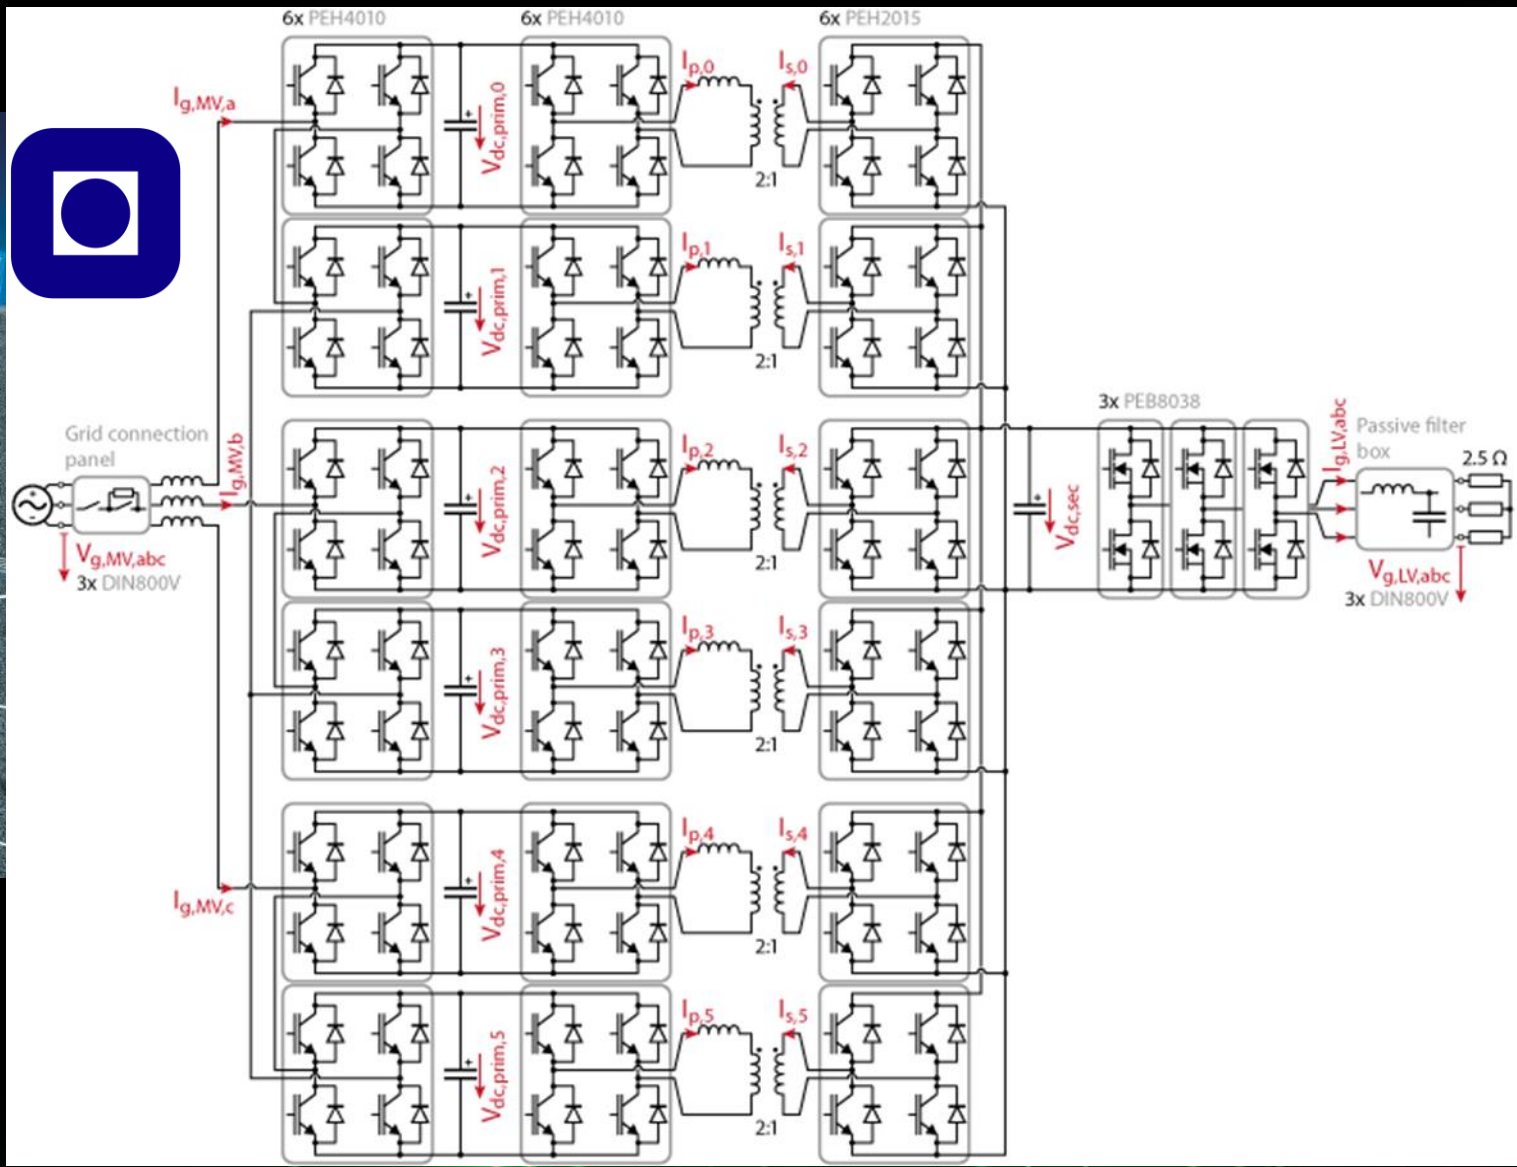 6x PEH4010
6x PEH4010
6x PEH2015
Ig,MV,a
Vdc,prim,0
Ip,0
Is,0
2:1
Vdc,prim,1
Ip,1
Is,1
2:1
3x PEB8038
Grid connection
panel
Ig,MV,b
Vg,MV,abc
3x DIN800V
Vdc,prim,2
Ip,2
Is,2
2:1
Vdc,sec
Ig,LV,abc
Passive filter
box
2.5 Ω
Vg,LV,abc
3x DIN800V
Vdc,prim,3
Ip,3
Is,3
2:1
Ig,MV,c
Vdc,prim,4
Ip,4
Is,4
2:1
Vdc,prim,5
Ip,5
Is,5
2:1